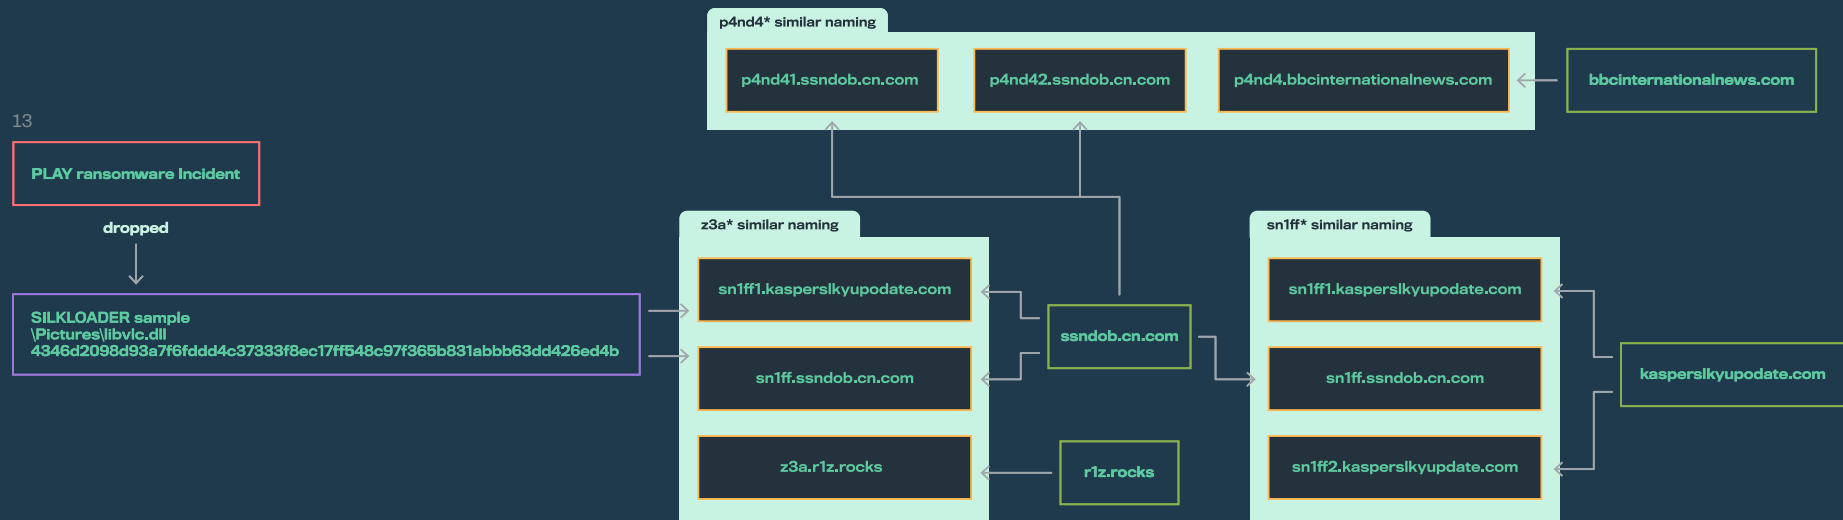 p4nd4* similar naming
p4nd41.ssndob.cn.com
p4nd42.ssndob.cn.com
p4nd4.bbcinternationalnews.com
bbcinternationalnews.com
13
PLAY ransomware Incident
dropped
SILKLOADER sample
\Pictures\libvlc.dll
4346d2098d93a7f6fddd4c37333f8ec17ff548c97f365b831abbb63dd426ed4b
z3a* similar naming
sn1ff1.kasperslkyupodate.com
sn1ff.ssndob.cn.com
z3a.r1z.rocks
ssndob.cn.com
r1z.rocks
sn1ff* similar naming
sn1ff1.kasperslkyupodate.com
sn1ff.ssndob.cn.com
sn1ff2.kasperslkyupdate.com
kasperslkyupodate.com